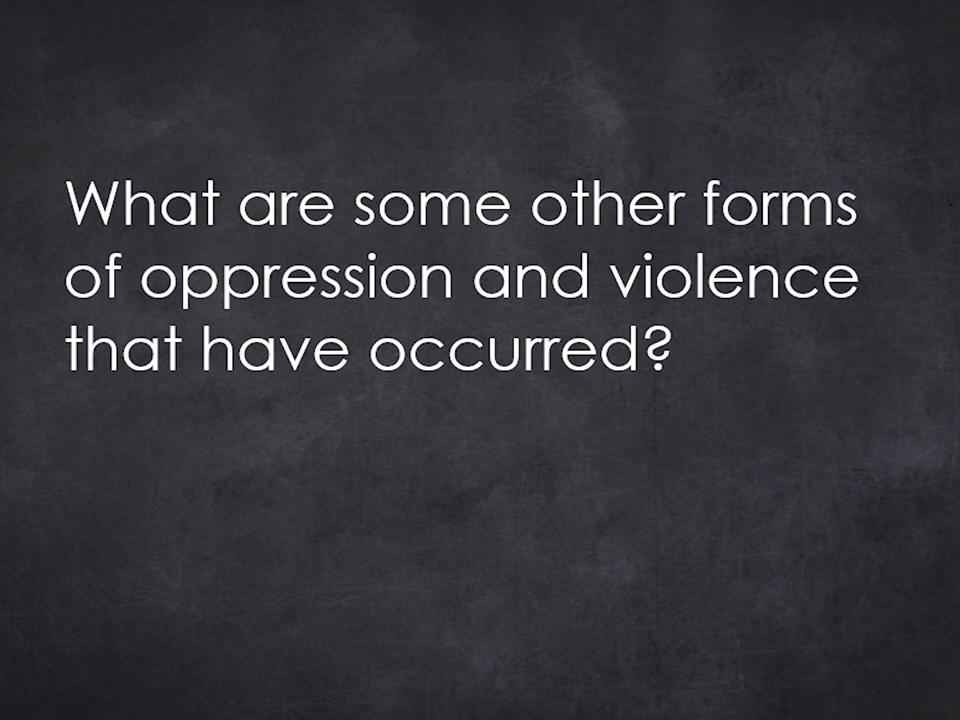 What are some other forms
of oppression and violence
that have occurred?